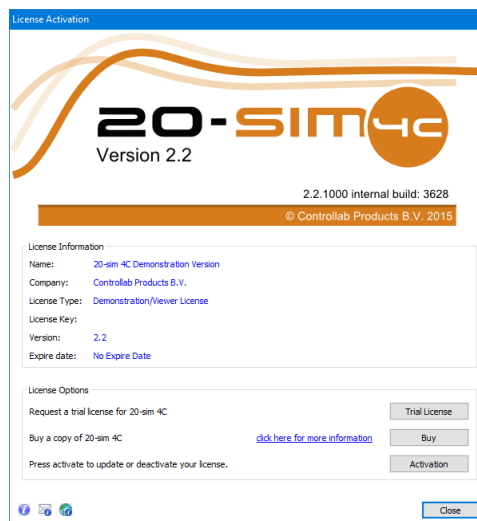 License Activation
20-SIM 4C
Version 2.2
2.2.1000 internal build: 3628
© Controllab Products B.V. 2015
License Information
Name: 20-sim 4C Demonstration Version
Company: Controllab Products B.V.
License Type: Demonstration/Viewer License
License Key:
Version: 2.2
Expire date: No Expire Date
License Options
Request a trial license for 20-sim 4C Trial License
Buy a copy of 20-sim 4C click here for more information Buy
Press activate to update or deactivate your license. Activation
Close